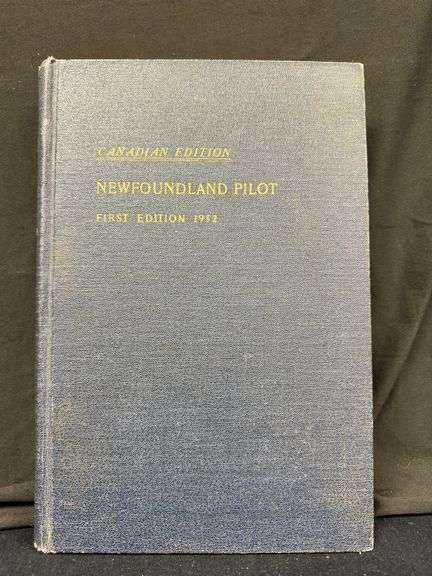 CANADIAN EDITION
NEWFOUNDLAND PILOT
FIRST EDITION 1952